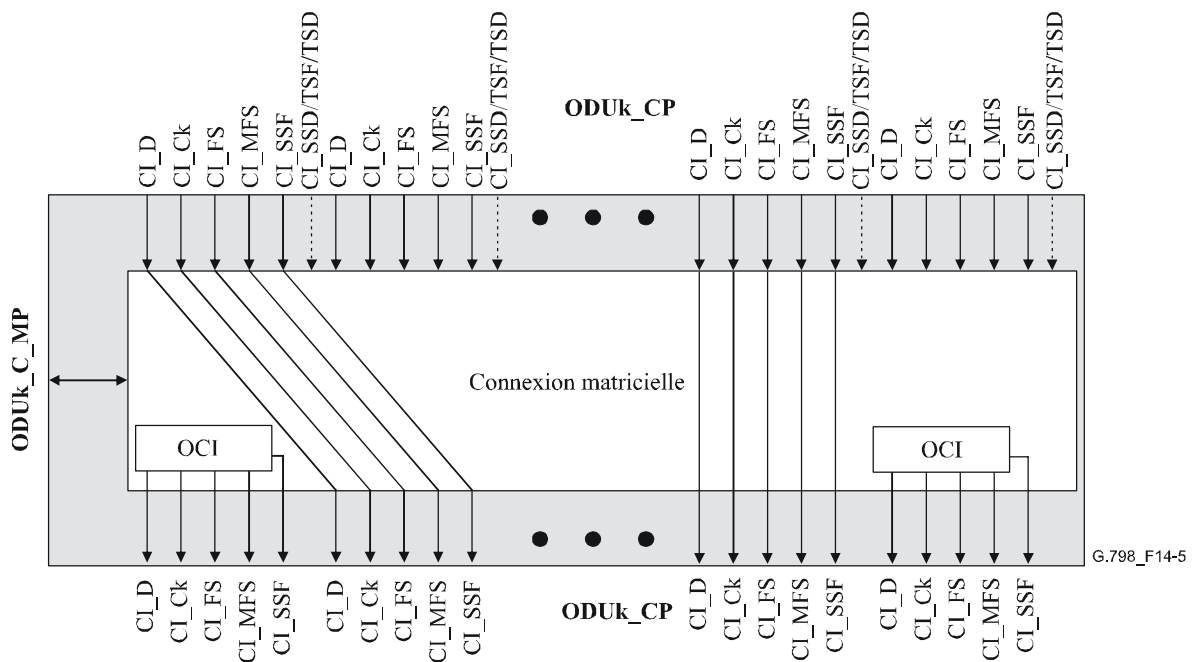 ODUk_CP
CI_D
CI_Ck
CI_FS
CI_MFS
CI_SSF
CI_SSD/TSF/TSD
CI_D
CI_Ck
CI_FS
CI_MFS
CI_SSF
CI_SSD/TSF/TSD
CI_D
CI_Ck
CI_FS
CI_MFS
CI_SSF
CI_SSD/TSF/TSD
CI_D
CI_Ck
CI_FS
CI_MFS
CI_SSF
CI_SSD/TSF/TSD
ODUk_C_MP
Connexion matricielle
OCI
OCI
G.798_F14-5
CI_D
CI_Ck
CI_FS
CI_MFS
CI_SSF
CI_D
CI_Ck
CI_FS
CI_MFS
CI_SSF
ODUk_CP
CI_D
CI_Ck
CI_FS
CI_MFS
CI_SSF
CI_D
CI_Ck
CI_FS
CI_MFS
CI_SSF